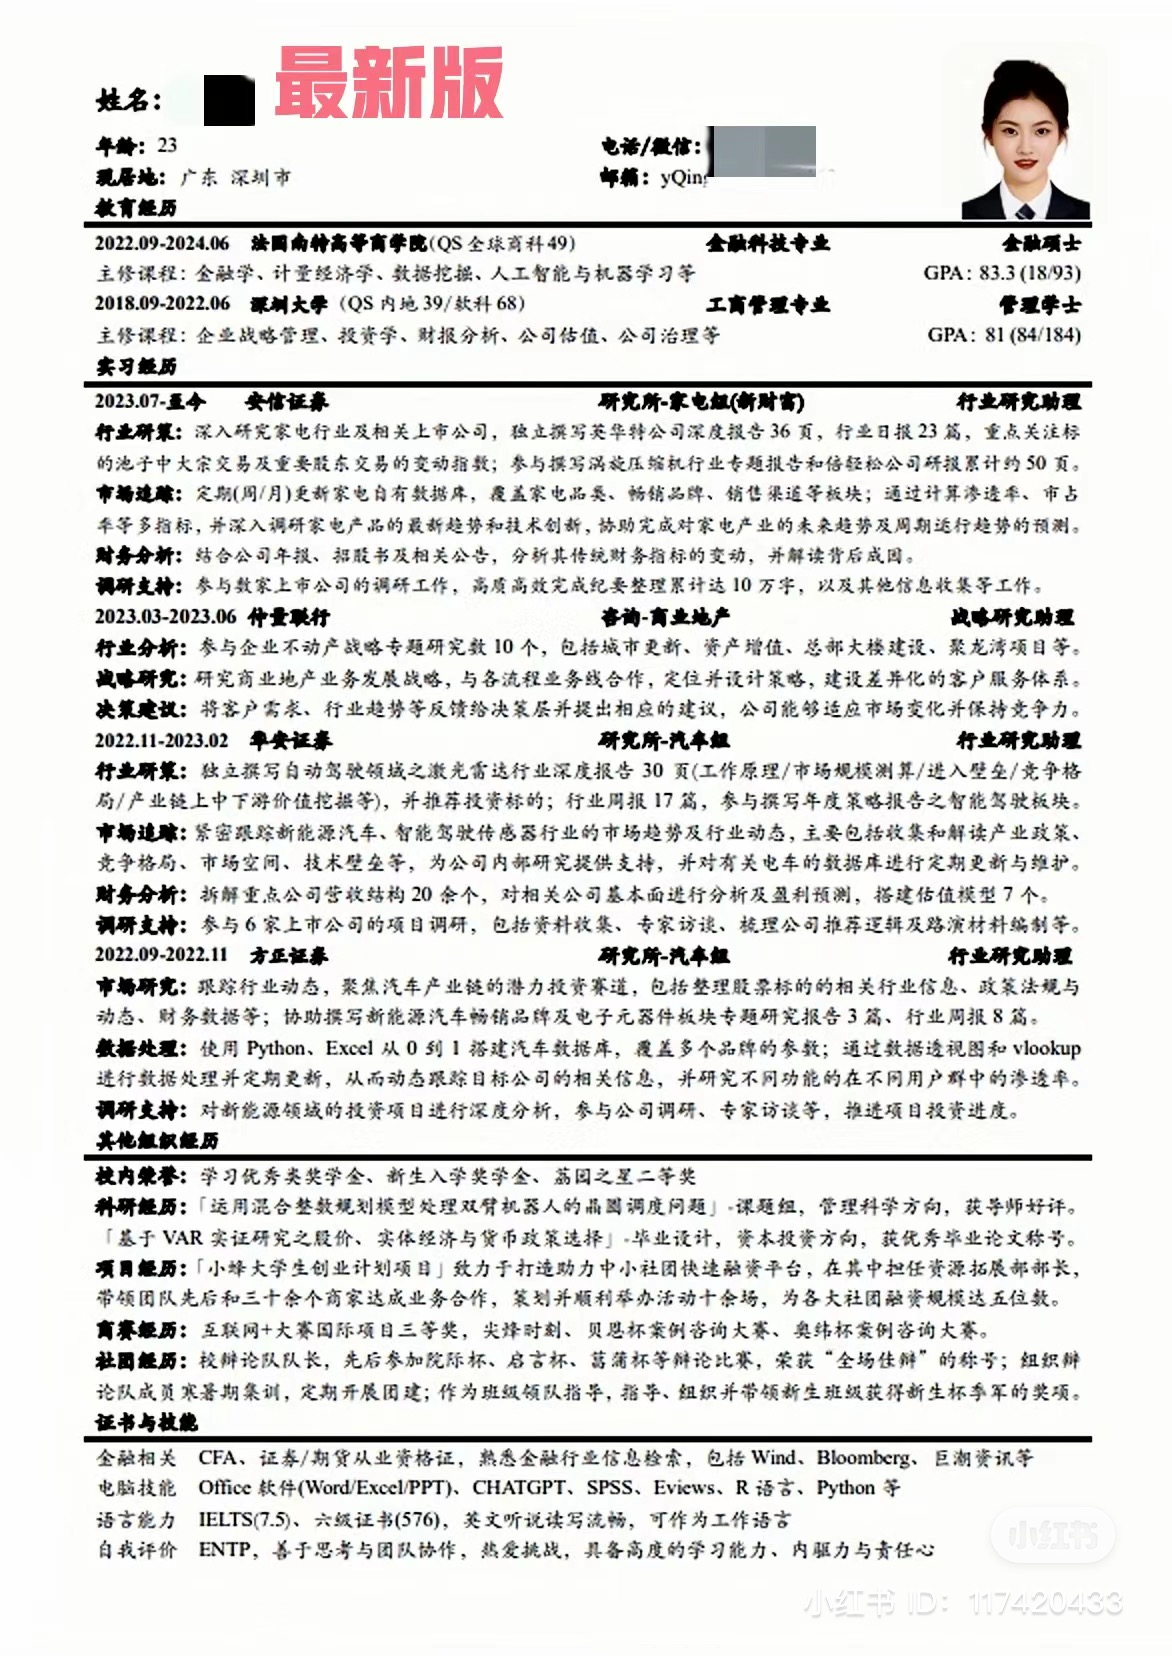 最新版
姓名：
年龄：23 电话/微信：
现居地：广东 深圳市 邮箱：yQing
教育经历
2022.09-2024.06 法国南特高等商学院(QS 全球商科 49) 金融科技专业 金融硕士
主修课程：金融学、计量经济学、数据挖掘、人工智能与机器学习等 GPA：83.3 (18/93)
2018.09-2022.06 深圳大学（QS 内地 39/软科 68） 工商管理专业 管理学士
主修课程：企业战略管理、投资学、财报分析、公司估值、公司治理等 GPA：81 (84/184)
实习经历
2023.07-至今 安信证券 研究所-家电组(新财富) 行业研究助理
行业研策：深入研究家电行业及相关上市公司，独立撰写英华特公司深度报告 36 页，行业日报 23 篇，重点关注标
的池子中大宗交易及重要股东交易的变动指数；参与撰写涡旋压缩机行业专题报告和倍轻松公司研报累计约 50 页。
市场追踪：定期(周/月)更新家电自有数据库，覆盖家电品类、畅销品牌、销售渠道等板块；通过计算渗透率、市占
率等多指标，并深入调研家电产品的最新趋势和技术创新，协助完成对家电产业的未来趋势及周期运行趋势的预测。
财务分析：结合公司年报、招股书及相关公告，分析其传统财务指标的变动，并解读背后成因。
调研支持：参与数家上市公司的调研工作，高质高效完成纪要整理累计达 10 万字，以及其他信息收集等工作。
2023.03-2023.06 仲量联行 咨询-商业地产 战略研究助理
行业分析：参与企业不动产战略专题研究数 10 个，包括城市更新、资产增值、总部大楼建设、聚龙湾项目等。
战略研究：研究商业地产业务发展战略，与各流程业务线合作，定位并设计策略，建设差异化的客户服务体系。
决策建议：将客户需求、行业趋势等反馈给决策层并提出相应的建议，公司能够适应市场变化并保持竞争力。
2022.11-2023.02 华安证券 研究所-汽车组 行业研究助理
行业研策：独立撰写自动驾驶领域之激光雷达行业深度报告 30 页(工作原理/市场规模测算/进入壁垒/竞争格
局/产业链上中下游价值挖掘等)，并推荐投资标的；行业周报 17 篇，参与撰写年度策略报告之智能驾驶板块。
市场追踪：紧密跟踪新能源汽车、智能驾驶传感器行业的市场趋势及行业动态，主要包括收集和解读产业政策、
竞争格局、市场空间、技术壁垒等，为公司内部研究提供支持，并对有关电车的数据库进行定期更新与维护。
财务分析：拆解重点公司营收结构 20 余个，对相关公司基本面进行分析及盈利预测，搭建估值模型 7 个。
调研支持：参与 6 家上市公司的项目调研，包括资料收集、专家访谈、梳理公司推荐逻辑及路演材料编制等。
2022.09-2022.11 方正证券 研究所-汽车组 行业研究助理
市场研究：跟踪行业动态，聚焦汽车产业链的潜力投资赛道，包括整理股票标的的相关行业信息、政策法规与
动态、财务数据等；协助撰写新能源汽车畅销品牌及电子元器件板块专题研究报告 3 篇、行业周报 8 篇。
数据处理：使用 Python、Excel 从 0 到 1 搭建汽车数据库，覆盖多个品牌的参数；通过数据透视图和 vlookup
进行数据处理并定期更新，从而动态跟踪目标公司的相关信息，并研究不同功能的在不同用户群中的渗透率。
调研支持：对新能源领域的投资项目进行深度分析，参与公司调研、专家访谈等，推进项目投资进度。
其他组织经历
校内荣誉：学习优秀类奖学金、新生入学奖学金、荔园之星二等奖
科研经历：「运用混合整数规划模型处理双臂机器人的晶圆调度问题」-课题组，管理科学方向，获导师好评。
「基于 VAR 实证研究之股价、实体经济与货币政策选择」-毕业设计，资本投资方向，获优秀毕业论文称号。
项目经历：「小蜂大学生创业计划项目」致力于打造助力中小社团快速融资平台，在其中担任资源拓展部部长，
带领团队先后和三十余个商家达成业务合作，策划并顺利举办活动十余场，为各大社团融资规模达五位数。
商赛经历：互联网+大赛国际项目三等奖，尖烽时刻、贝恩杯案例咨询大赛、奥纬杯案例咨询大赛。
社团经历：校辩论队队长，先后参加院际杯、启言杯、菖蒲杯等辩论比赛，荣获“全场佳辩”的称号；组织辩
论队成员寒暑期集训，定期开展团建；作为班级领队指导，指导、组织并带领新生班级获得新生杯季军的奖项。
证书与技能
金融相关 CFA、证券/期货从业资格证，熟悉金融行业信息检索，包括 Wind、Bloomberg、巨潮资讯等
电脑技能 Office 软件(Word/Excel/PPT)、CHATGPT、SPSS、Eviews、R 语言、Python 等
语言能力 IELTS(7.5)、六级证书(576)，英文听说读写流畅，可作为工作语言
自我评价 ENTP，善于思考与团队协作，热爱挑战，具备高度的学习能力、内驱力与责任心
小红书
小红书 ID：117420433